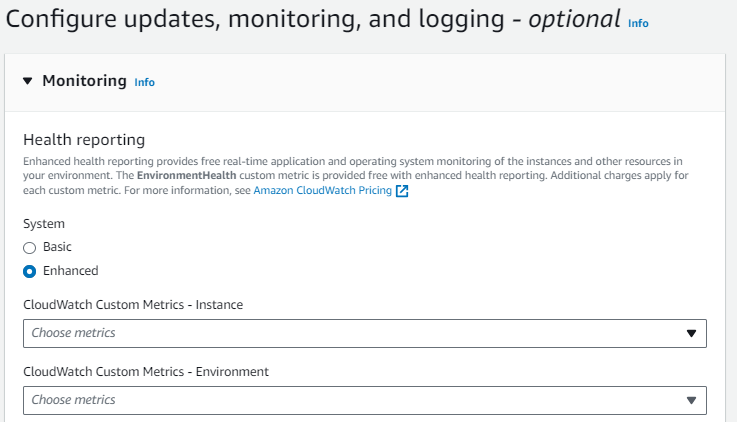 Configure updates, monitoring, and logging - optional Info
Monitoring Info
Health reporting
Enhanced health reporting provides free real-time application and operating system monitoring of the instances and other resources in
your environment. The EnvironmentHealth custom metric is provided free with enhanced health reporting. Additional charges apply for
each custom metric. For more information, see Amazon CloudWatch Pricing
System
Basic
Enhanced
CloudWatch Custom Metrics - Instance
Choose metrics
CloudWatch Custom Metrics - Environment
Choose metrics